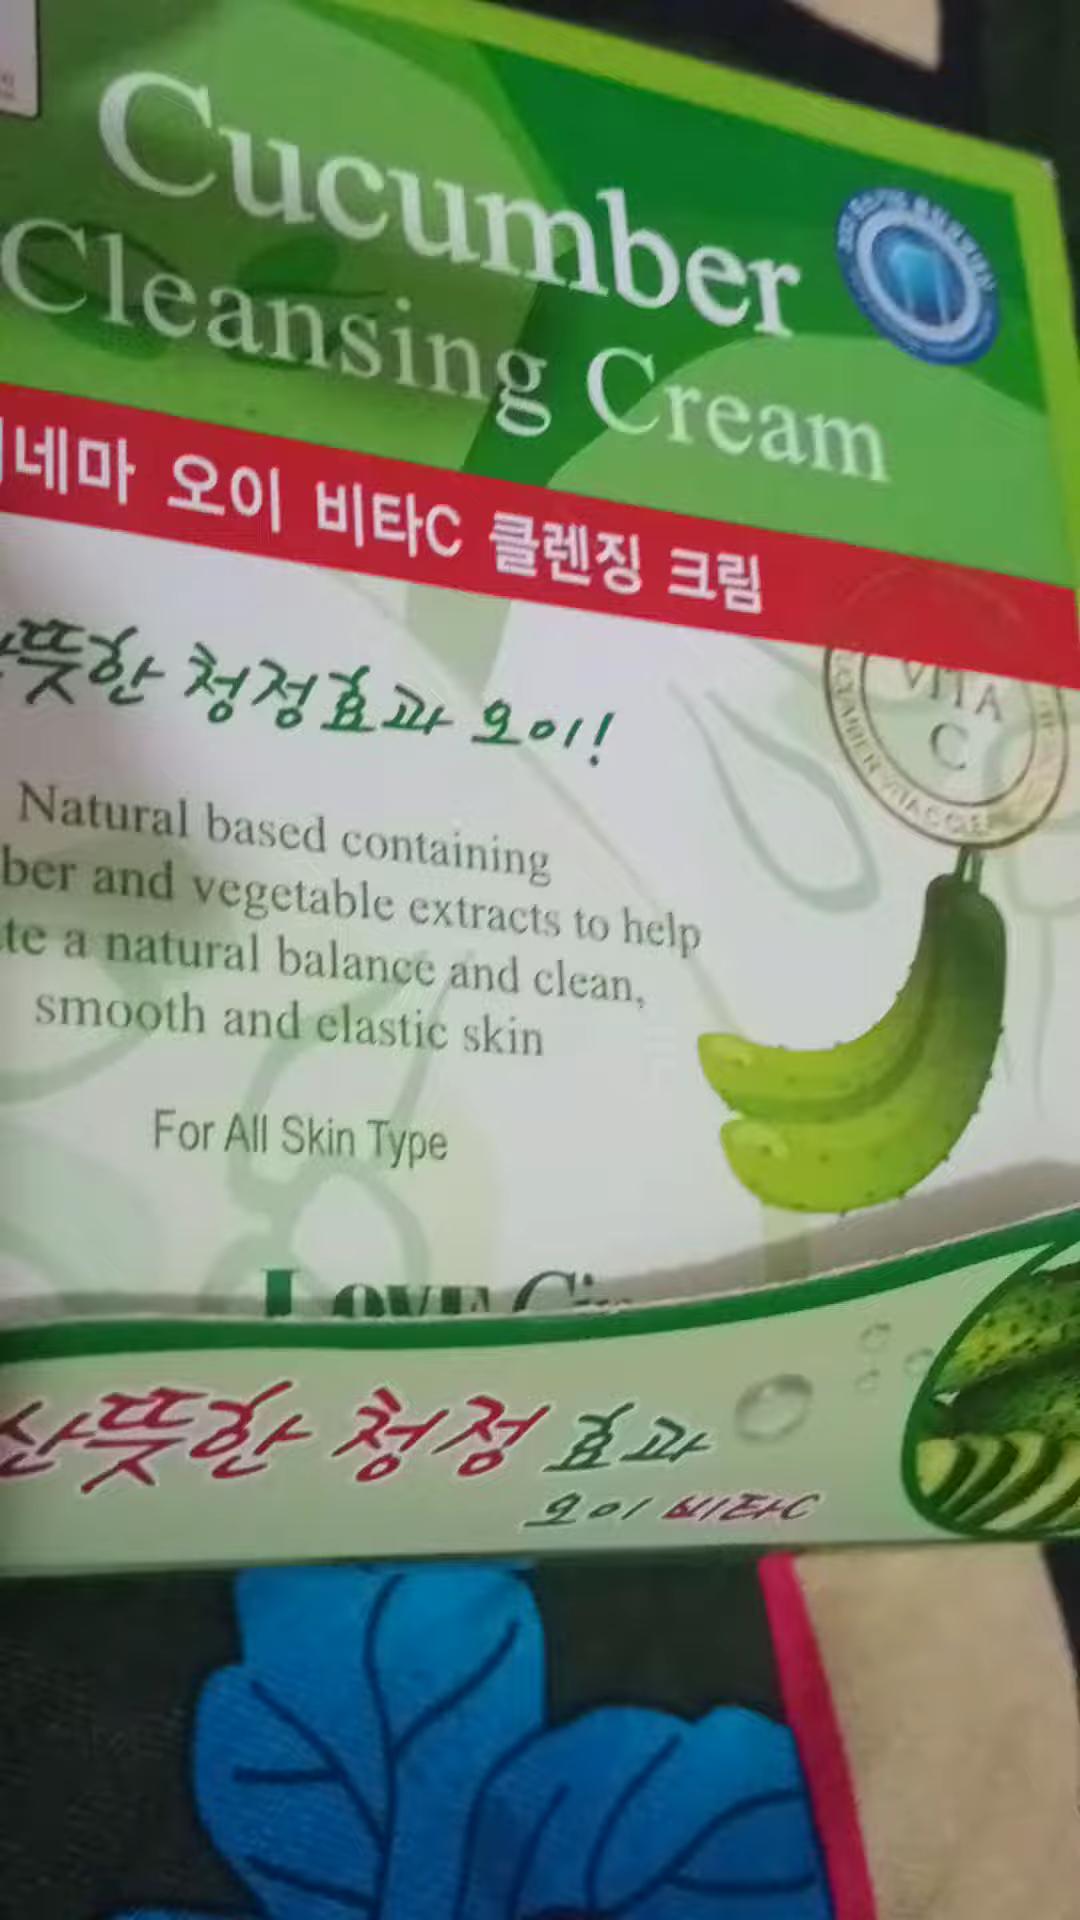 Cucumber
Cleansing Cream
네마 오이 비타C 클렌징 크림
VITA
C
뜻한 청정효과 오이!
Natural based containing
ber and vegetable extracts to help
te a natural balance and clean,
smooth and elastic skin
For All Skin Type
LOVE
산뜻한 청정 효과
오이 비타C